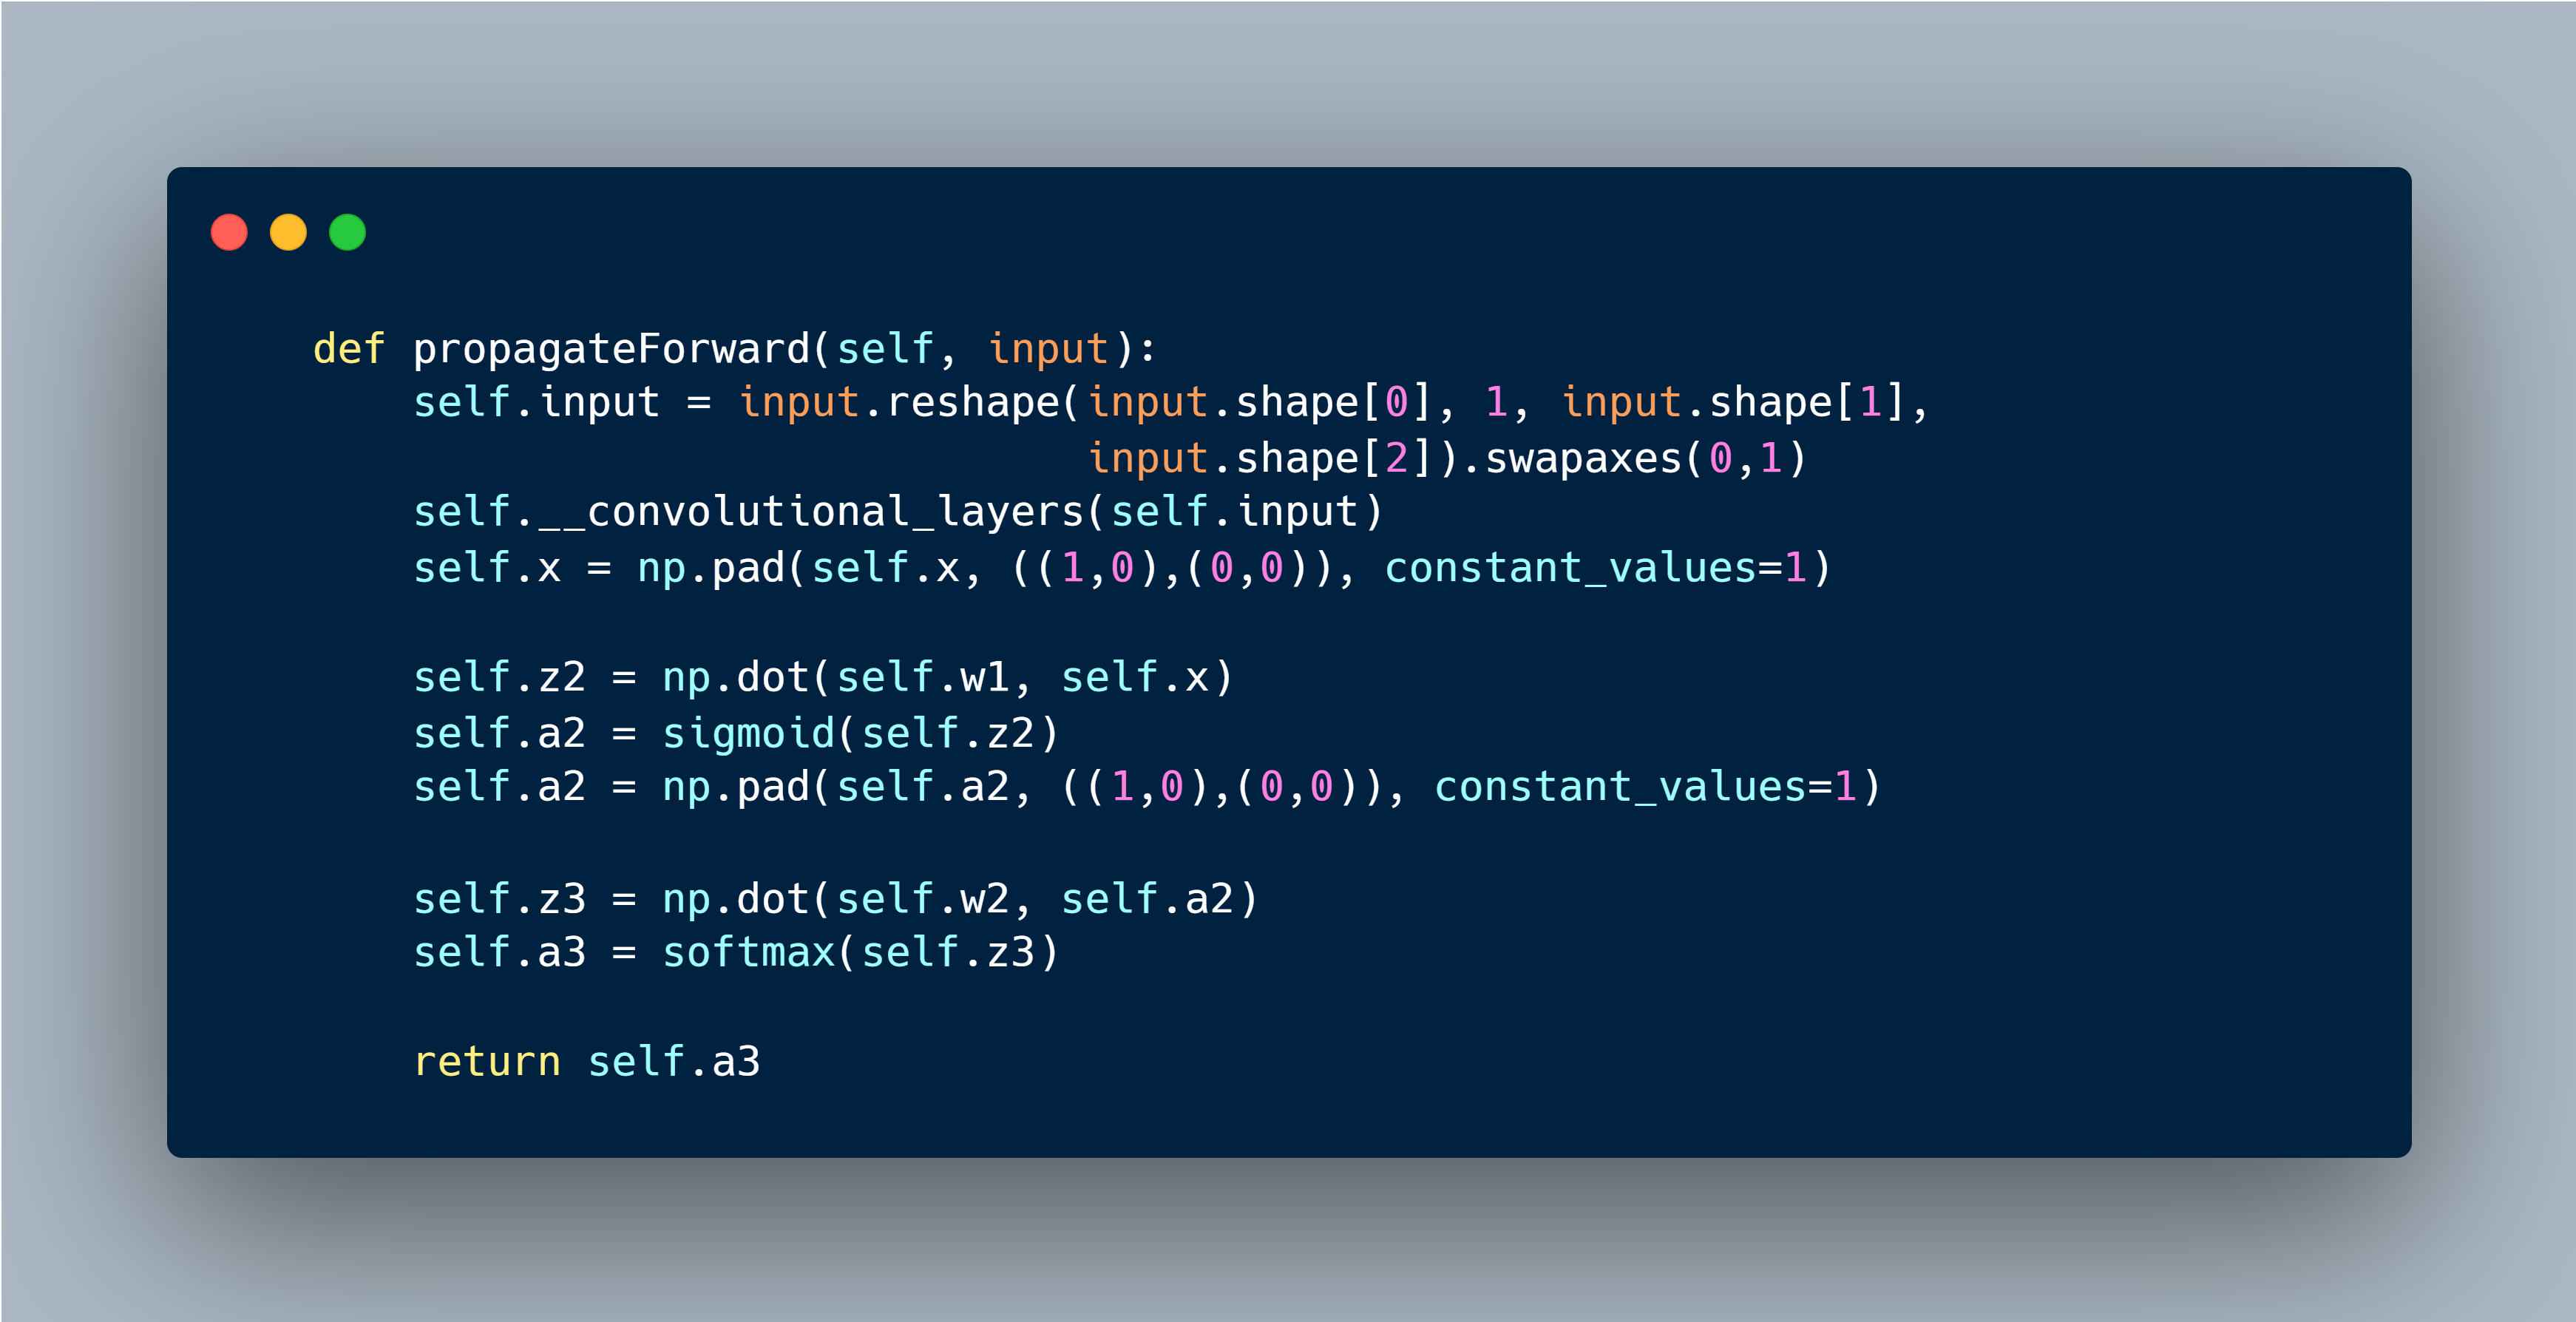 def propagateForward(self, input):
    self.input = input.reshape(input.shape[0], 1, input.shape[1],
                               input.shape[2]).swapaxes(0,1)
    self.__convolutional_layers(self.input)
    self.x = np.pad(self.x, ((1,0),(0,0)), constant_values=1)

    self.z2 = np.dot(self.w1, self.x)
    self.a2 = sigmoid(self.z2)
    self.a2 = np.pad(self.a2, ((1,0),(0,0)), constant_values=1)

    self.z3 = np.dot(self.w2, self.a2)
    self.a3 = softmax(self.z3)

    return self.a3